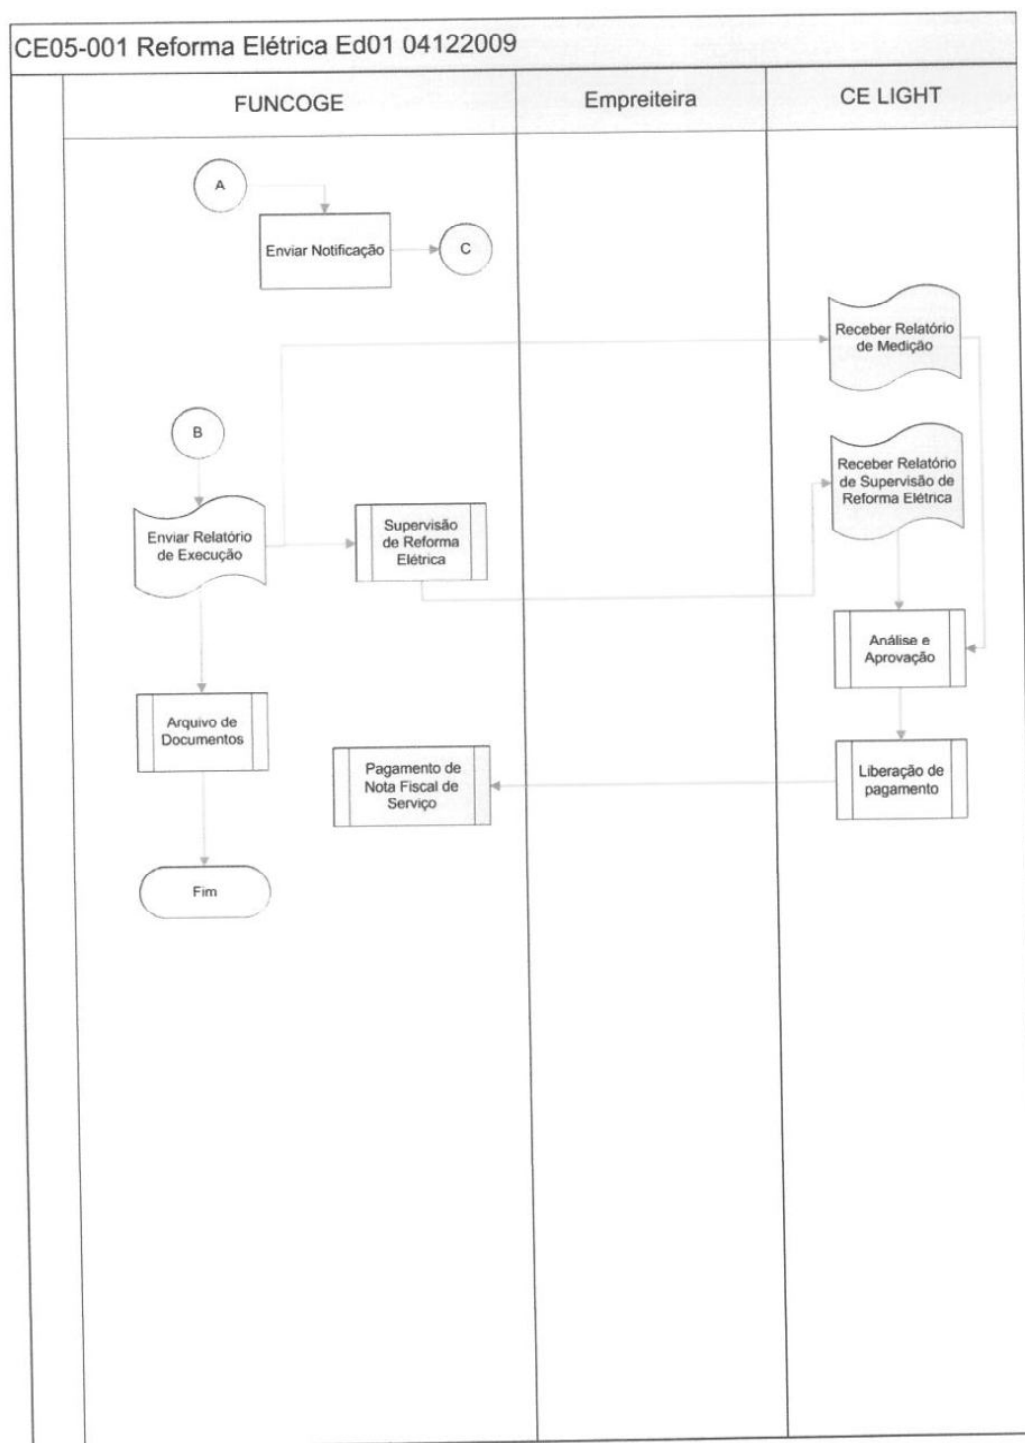 CE05-001 Reforma Elétrica Ed01 04122009
FUNCOGE
Empreiteira
CE LIGHT
A
Enviar Notificação
C
Receber Relatório
de Medição
B
Receber Relatório
de Supervisão de
Reforma Elétrica
Enviar Relatório
de Execução
Supervisão
de Reforma
Elétrica
Análise e
Aprovação
Arquivo de
Documentos
Pagamento de
Nota Fiscal de
Serviço
Liberação de
pagamento
Fim